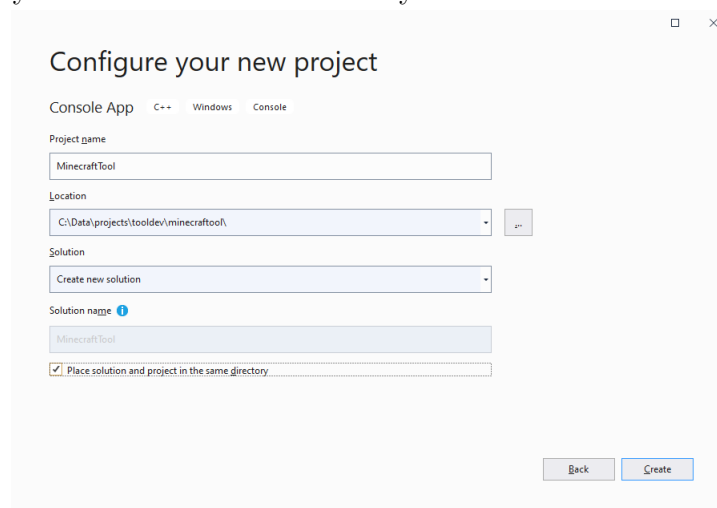 Configure your new project
Console App C++ Windows Console
Project name
MinecraftTool
Location
C:\Data\projects\tooldev\minecraftool\
...
Solution
Create new solution
Solution name
MinecraftTool
Place solution and project in the same directory
Back Create